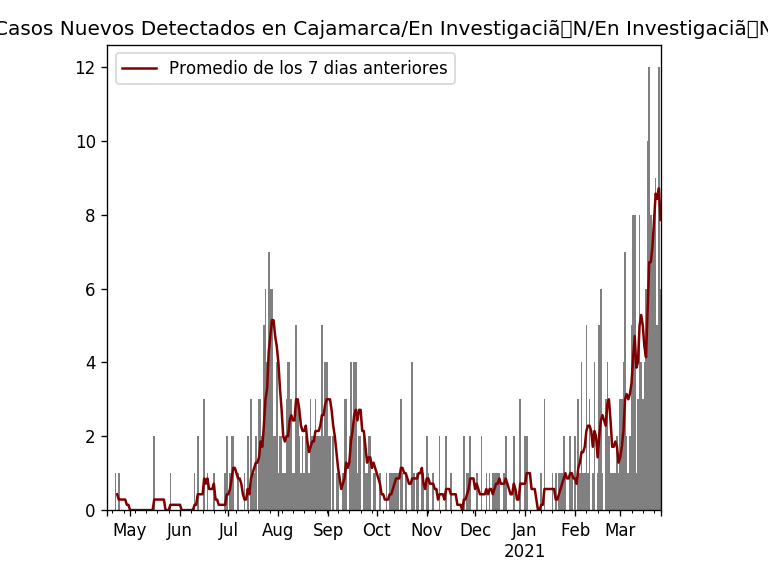 Casos Nuevos Detectados en Cajamarca/En Investigaciã▯N/En Investigaciã▯N
Promedio de los 7 dias anteriores
12
10
8
6
4
2
0
May Jun Jul Aug Sep Oct Nov Dec Jan Feb Mar
2021